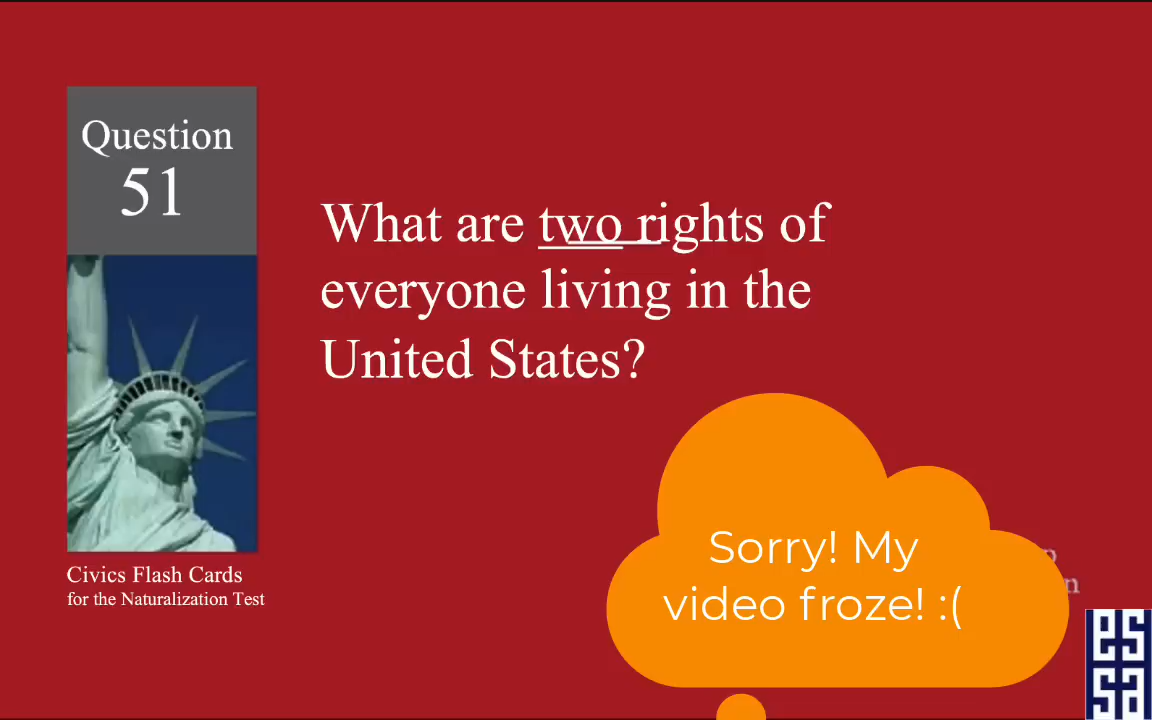 Question
51
What are two rights of
everyone living in the
United States?
Sorry! My
video froze! :(
Civics Flash Cards
for the Naturalization Test
essa